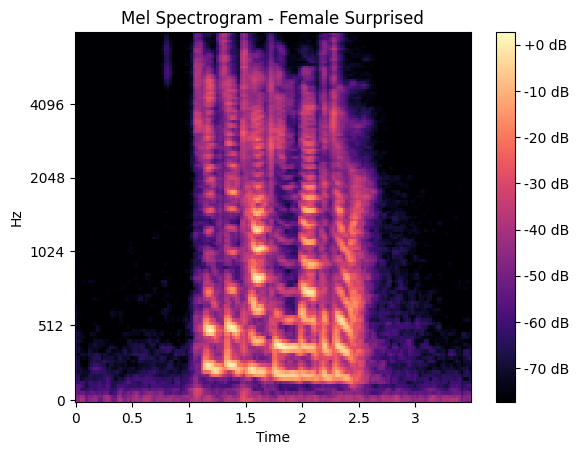 Mel Spectrogram - Female Surprised
Hz
4096
2048
1024
512
0
0 0.5 1 1.5 2 2.5 3
Time
+0 dB
-10 dB
-20 dB
-30 dB
-40 dB
-50 dB
-60 dB
-70 dB